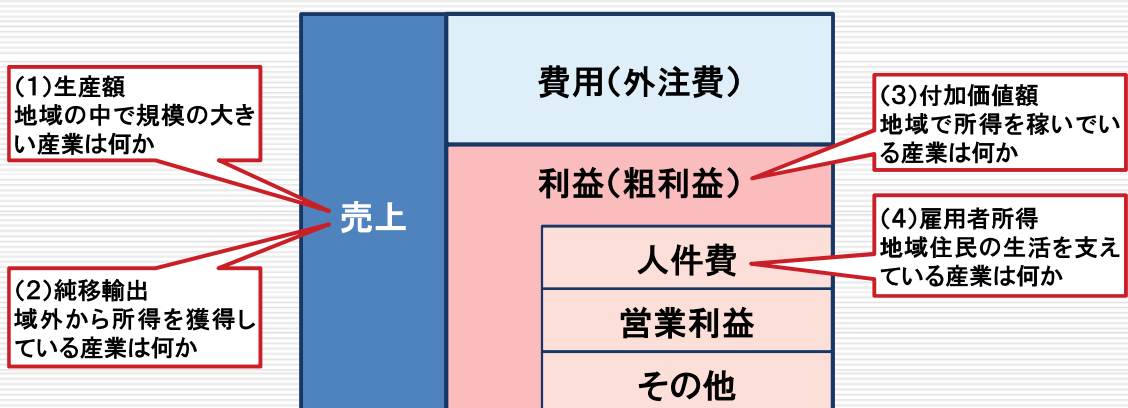 (1)生産額
地域の中で規模の大き
い産業は何か
(2)純移輸出
域外から所得を獲得し
ている産業は何か
売上
費用(外注費)
利益(粗利益)
人件費
営業利益
その他
(3)付加価値額
地域で所得を稼いでい
る産業は何か
(4)雇用者所得
地域住民の生活を支え
ている産業は何か